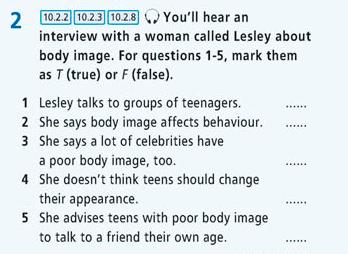 2 10.2.2 10.2.3 10.2.8 You'll hear an
interview with a woman called Lesley about
body image. For questions 1-5, mark them
as T (true) or F (false).
1 Lesley talks to groups of teenagers. ......
2 She says body image affects behaviour. ......
3 She says a lot of celebrities have
a poor body image, too. ......
4 She doesn't think teens should change
their appearance. ......
5 She advises teens with poor body image
to talk to a friend their own age. ......